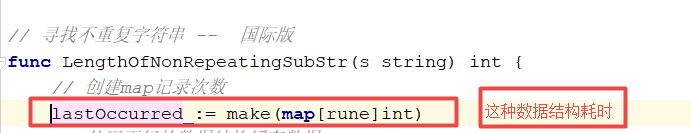 // 寻找不重复字符串 --  国际版
func LengthOfNonRepeatingSubStr(s string) int {
// 创建map记录次数
lastOccurred := make(map[rune]int) 这种数据结构耗时